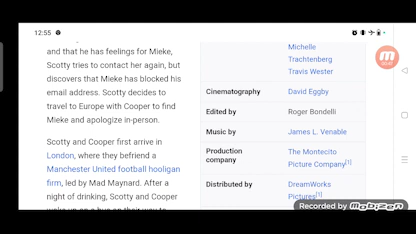 12:55
and that he has feelings for Mieke,
Scotty tries to contact her again, but
discovers that Mieke has blocked his
email address. Scotty decides to
travel to Europe with Cooper to find
Mieke and apologize in-person.
Scotty and Cooper first arrive in
London, where they befriend a
Manchester United football hooligan
firm, led by Mad Maynard. After a
night of drinking, Scotty and Cooper
Michelle
Trachtenberg
Travis Wester
Cinematography David Eggby
Edited by Roger Bondelli
Music by James L. Venable
Production
company
The Montecito
Picture Company[1]
Distributed by DreamWorks
Pictures[1]
Recorded by mobizen